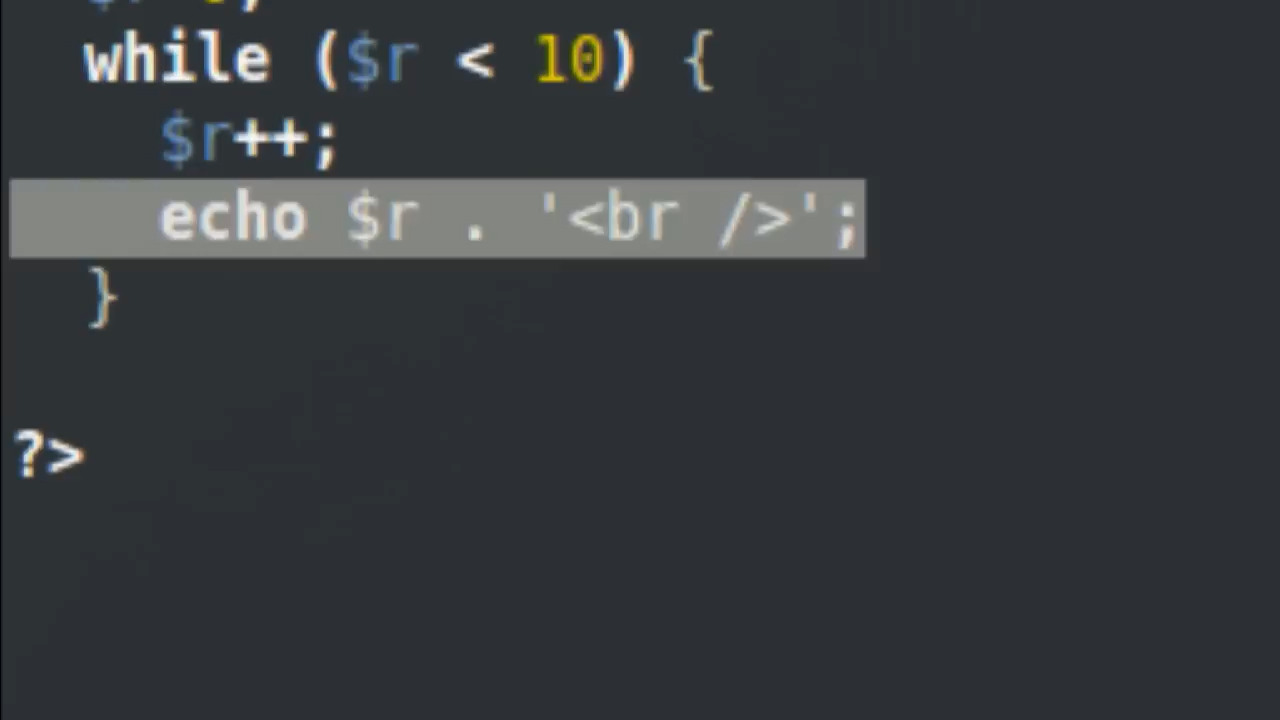 while ($r < 10) {
$r++;
echo $r . '<br />';
}
?>